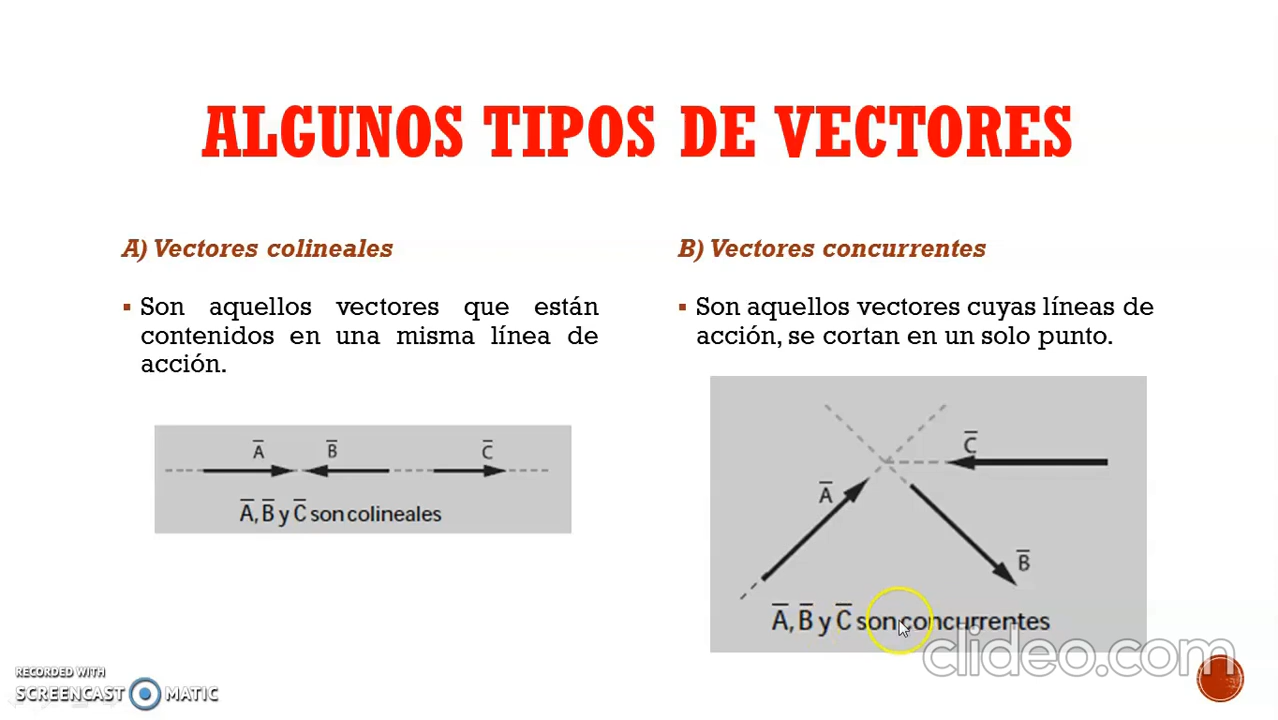 ALGUNOS TIPOS DE VECTORES
A) Vectores colineales
▪ Son aquellos vectores que están
contenidos en una misma línea de
acción.
A̅ B̅ C̅
A̅, B̅ y C̅ son colineales
B) Vectores concurrentes
▪ Son aquellos vectores cuyas líneas de
acción, se cortan en un solo punto.
C̅
A̅
B̅
A̅, B̅ y C̅ son concurrentes
clideo.com
RECORDED WITH
SCREENCAST MATIC